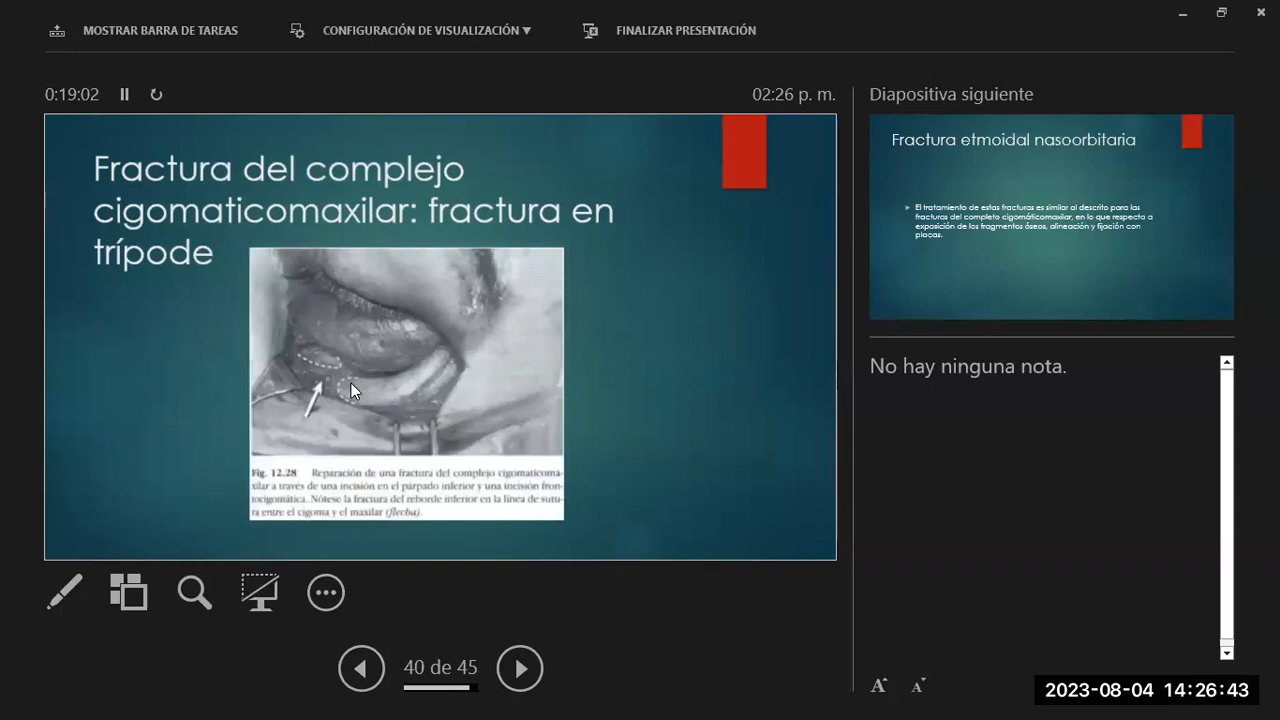 MOSTRAR BARRA DE TAREAS
CONFIGURACIÓN DE VISUALIZACIÓN ▼
FINALIZAR PRESENTACIÓN
0:19:02
02:26 p. m.
Diapositiva siguiente
Fractura del complejo
cigomaticomaxilar: fractura en
trípode
Fig. 12.28 Reparación de una fractura del complejo cigomaticoma-
xilar a través de una incisión en el párpado inferior y una incisión fron-
tocigomática. Nótese la fractura del reborde inferior en la línea de sutu-
ra entre el cigoma y el maxilar (flecha).
Fractura etmoidal nasoorbitaria
El tratamiento de estas fracturas es similar al descrito para las
fracturas del completo cigomáticomaxilar, en lo que respecta a
exposición de los fragmentos óseos, alineación y fijación con
placas.
No hay ninguna nota.
40 de 45
A A
2023-08-04 14:26:43